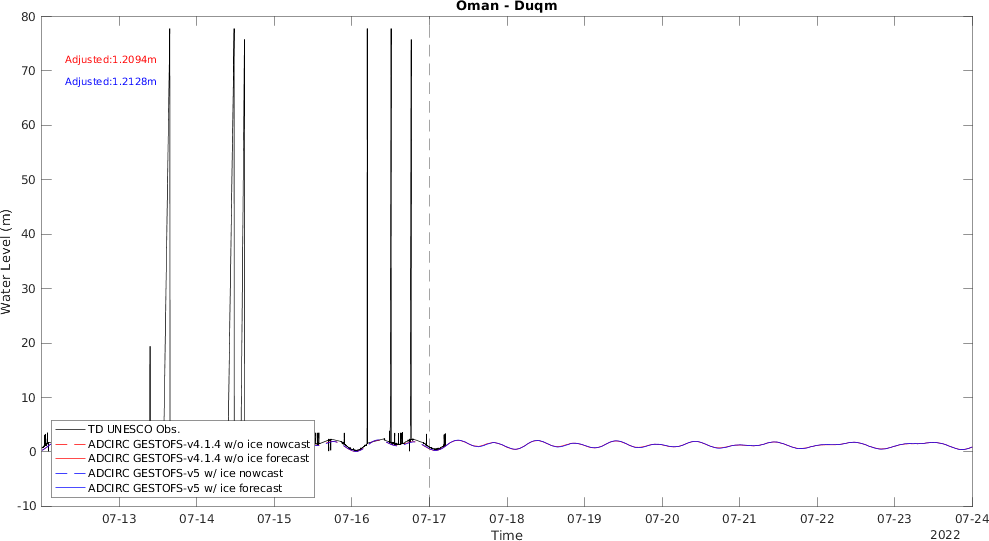 Oman - Duqm
80
70
60
50
40
30
20
10
0
-10
Water Level (m)
Adjusted:1.2094m
Adjusted:1.2128m
TD UNESCO Obs.
ADCIRC GESTOFS-v4.1.4 w/o ice nowcast
ADCIRC GESTOFS-v4.1.4 w/o ice forecast
ADCIRC GESTOFS-v5 w/ ice nowcast
ADCIRC GESTOFS-v5 w/ ice forecast
07-13 07-14 07-15 07-16 07-17 07-18 07-19 07-20 07-21 07-22 07-23 07-24
Time
2022